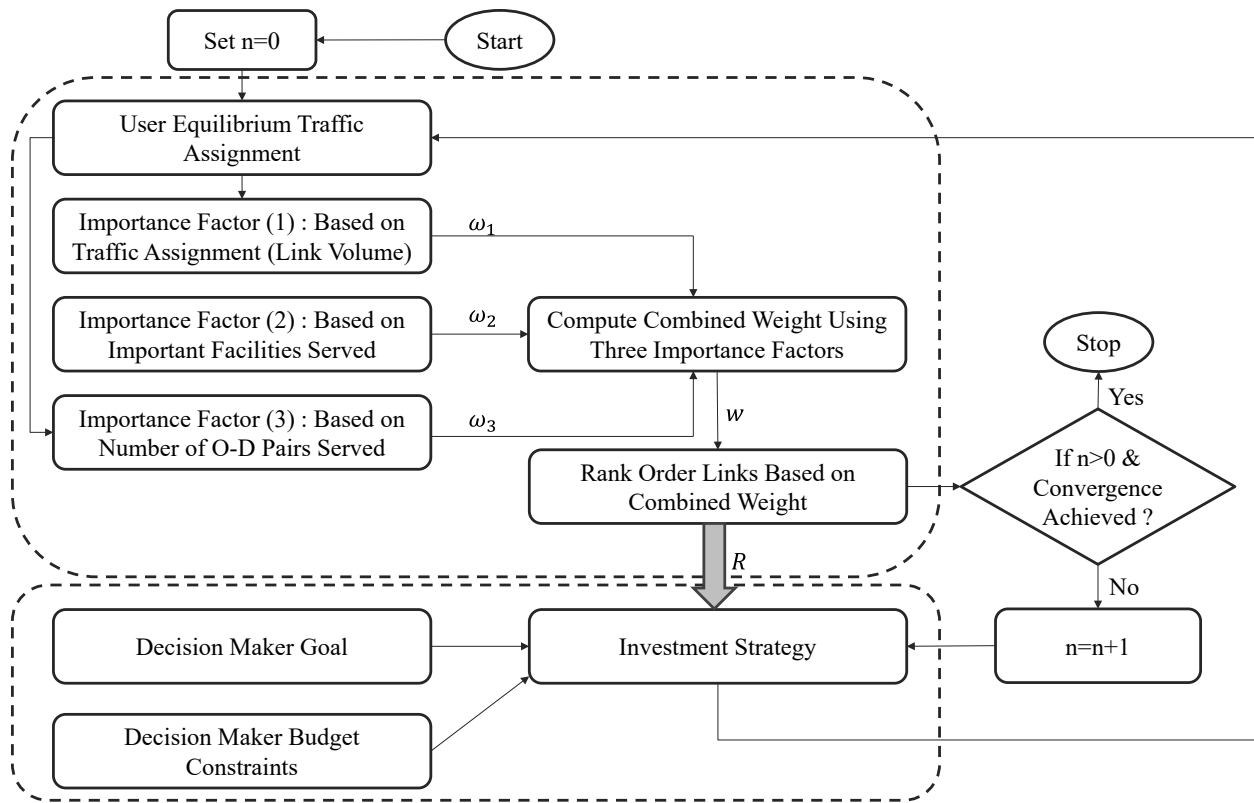 Set n=0
Start
User Equilibrium Traffic
Assignment
Importance Factor (1) : Based on
Traffic Assignment (Link Volume)
ω1
Importance Factor (2) : Based on
Important Facilities Served
ω2
Compute Combined Weight Using
Three Importance Factors
Importance Factor (3) : Based on
Number of O-D Pairs Served
ω3
w
Rank Order Links Based on
Combined Weight
Stop
Yes
If n>0 &
Convergence
Achieved ?
No
R
Decision Maker Goal
Investment Strategy
n=n+1
Decision Maker Budget
Constraints